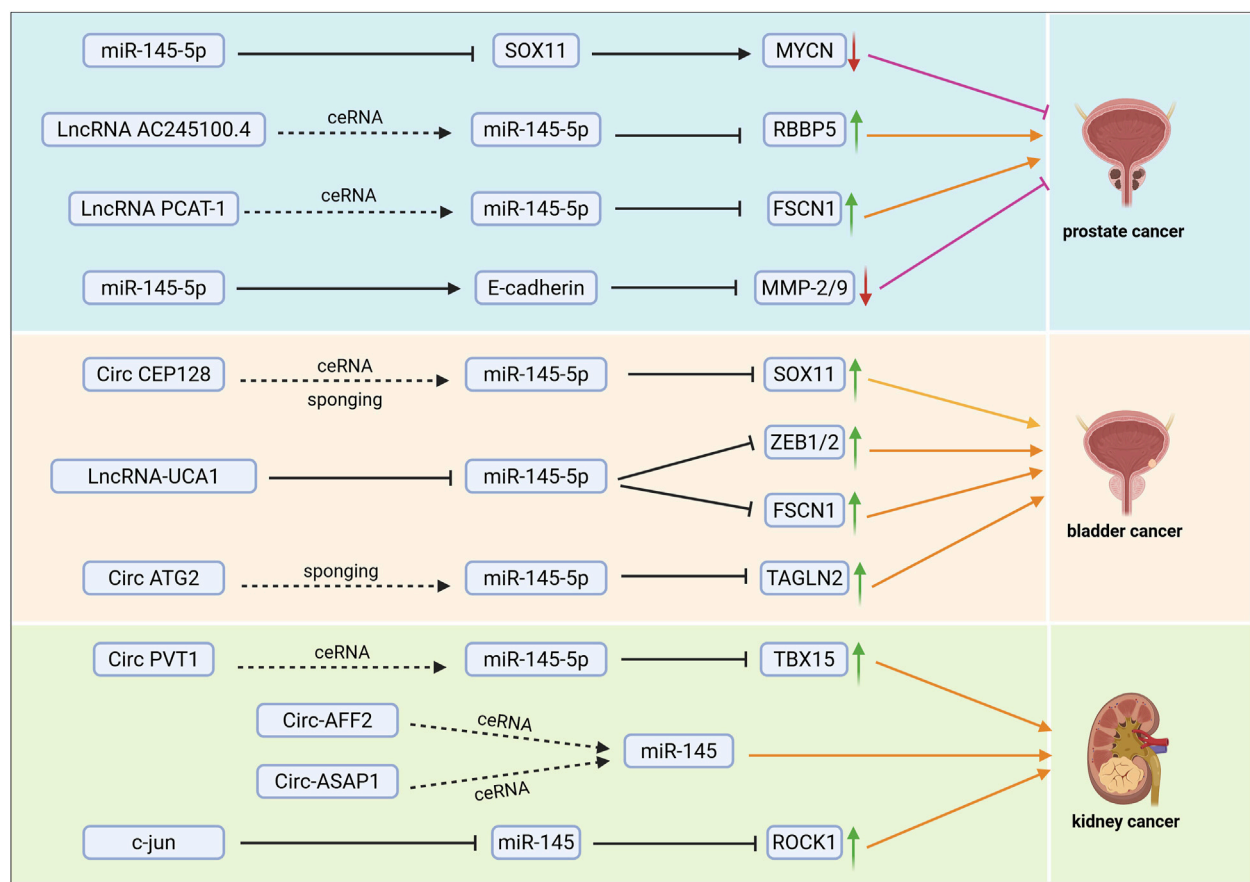 miR-145-5p SOX11 MYCN
ceRNA
LncRNA AC245100.4 miR-145-5p RBBP5
ceRNA
LncRNA PCAT-1 miR-145-5p FSCN1
prostate cancer
miR-145-5p E-cadherin MMP-2/9
ceRNA
Circ CEP128 miR-145-5p SOX11
sponging
ZEB1/2
LncRNA-UCA1 miR-145-5p
FSCN1
bladder cancer
sponging
Circ ATG2 miR-145-5p TAGLN2
ceRNA
Circ PVT1 miR-145-5p TBX15
Circ-AFF2 ceRNA
miR-145
Circ-ASAP1 ceRNA
kidney cancer
c-jun miR-145 ROCK1